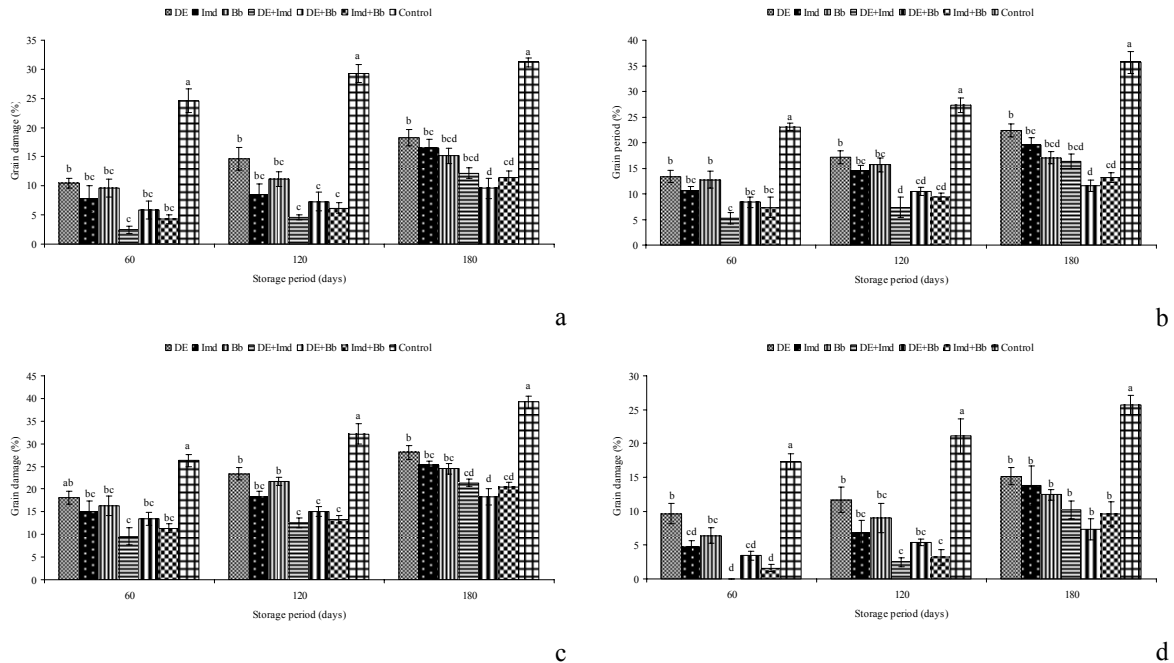 DE Imd Bb DE+Imd DE+Bb Imd+Bb Control
Grain damage (%)
35
30
25
20
15
10
5
0
b bc bc c bc bc a
b bc bc c c c a
b bc bcd bcd d cd a
60 120 180
Storage period (days)
a
DE Imd Bb DE+Imd DE+Bb Imd+Bb Control
Grain period (%)
40
35
30
25
20
15
10
5
0
b bc b c bc bc a
b bc bc d cd cd a
b bc bcd bcd d cd a
60 120 180
Storage period (days)
b
DE Imd Bb DE+Imd DE+Bb Imd+Bb Control
Grain damage (%)
45
40
35
30
25
20
15
10
5
0
ab bc bc c bc bc a
b bc b c c c a
b bc bc cd d cd a
60 120 180
Storage period (days)
c
DE Imd Bb DE+Imd DE+Bb Imd+Bb Control
Grain damage (%)
30
25
20
15
10
5
0
b cd bc d cd cd a
b bc bc c bc c a
b b b b b b a
60 120 180
Storage period (days)
d